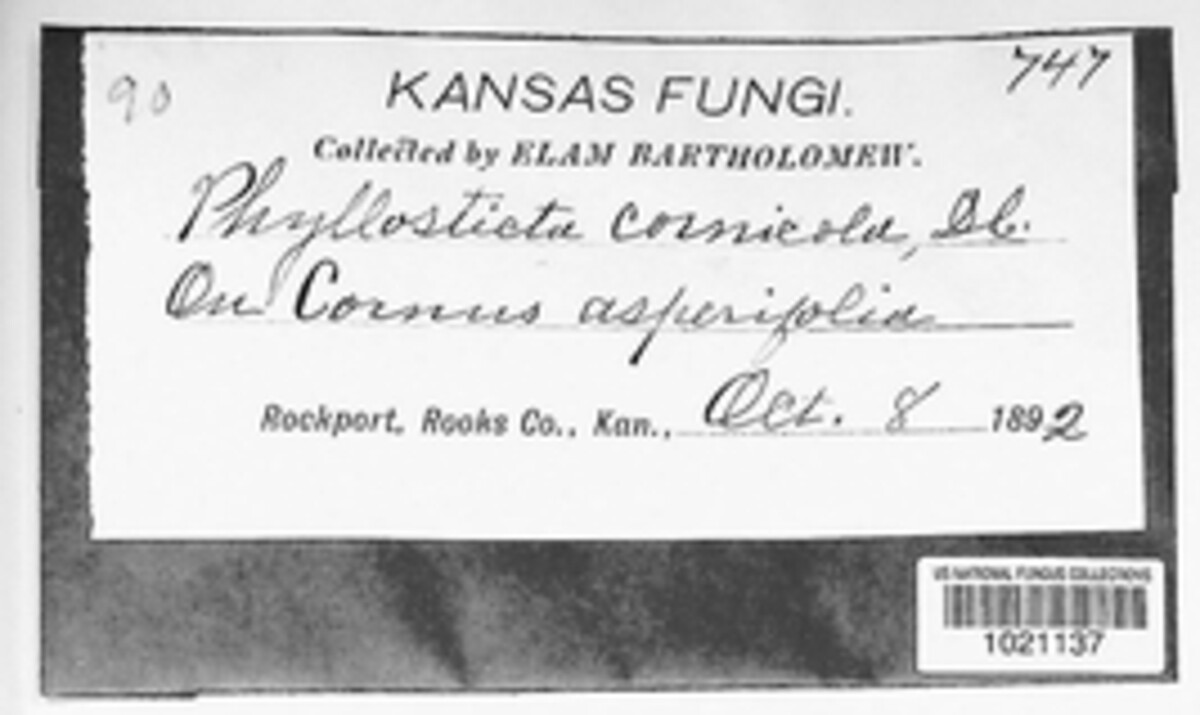 90
747
KANSAS FUNGI.
Collected by ELAM BARTHOLOMEW.
Phyllosticta cornicola,
On Cornus asperifolia
Rockport, Rooks Co., Kan., Oct. 8 1892
US NATIONAL FUNGUS COLLECTIONS
1021137